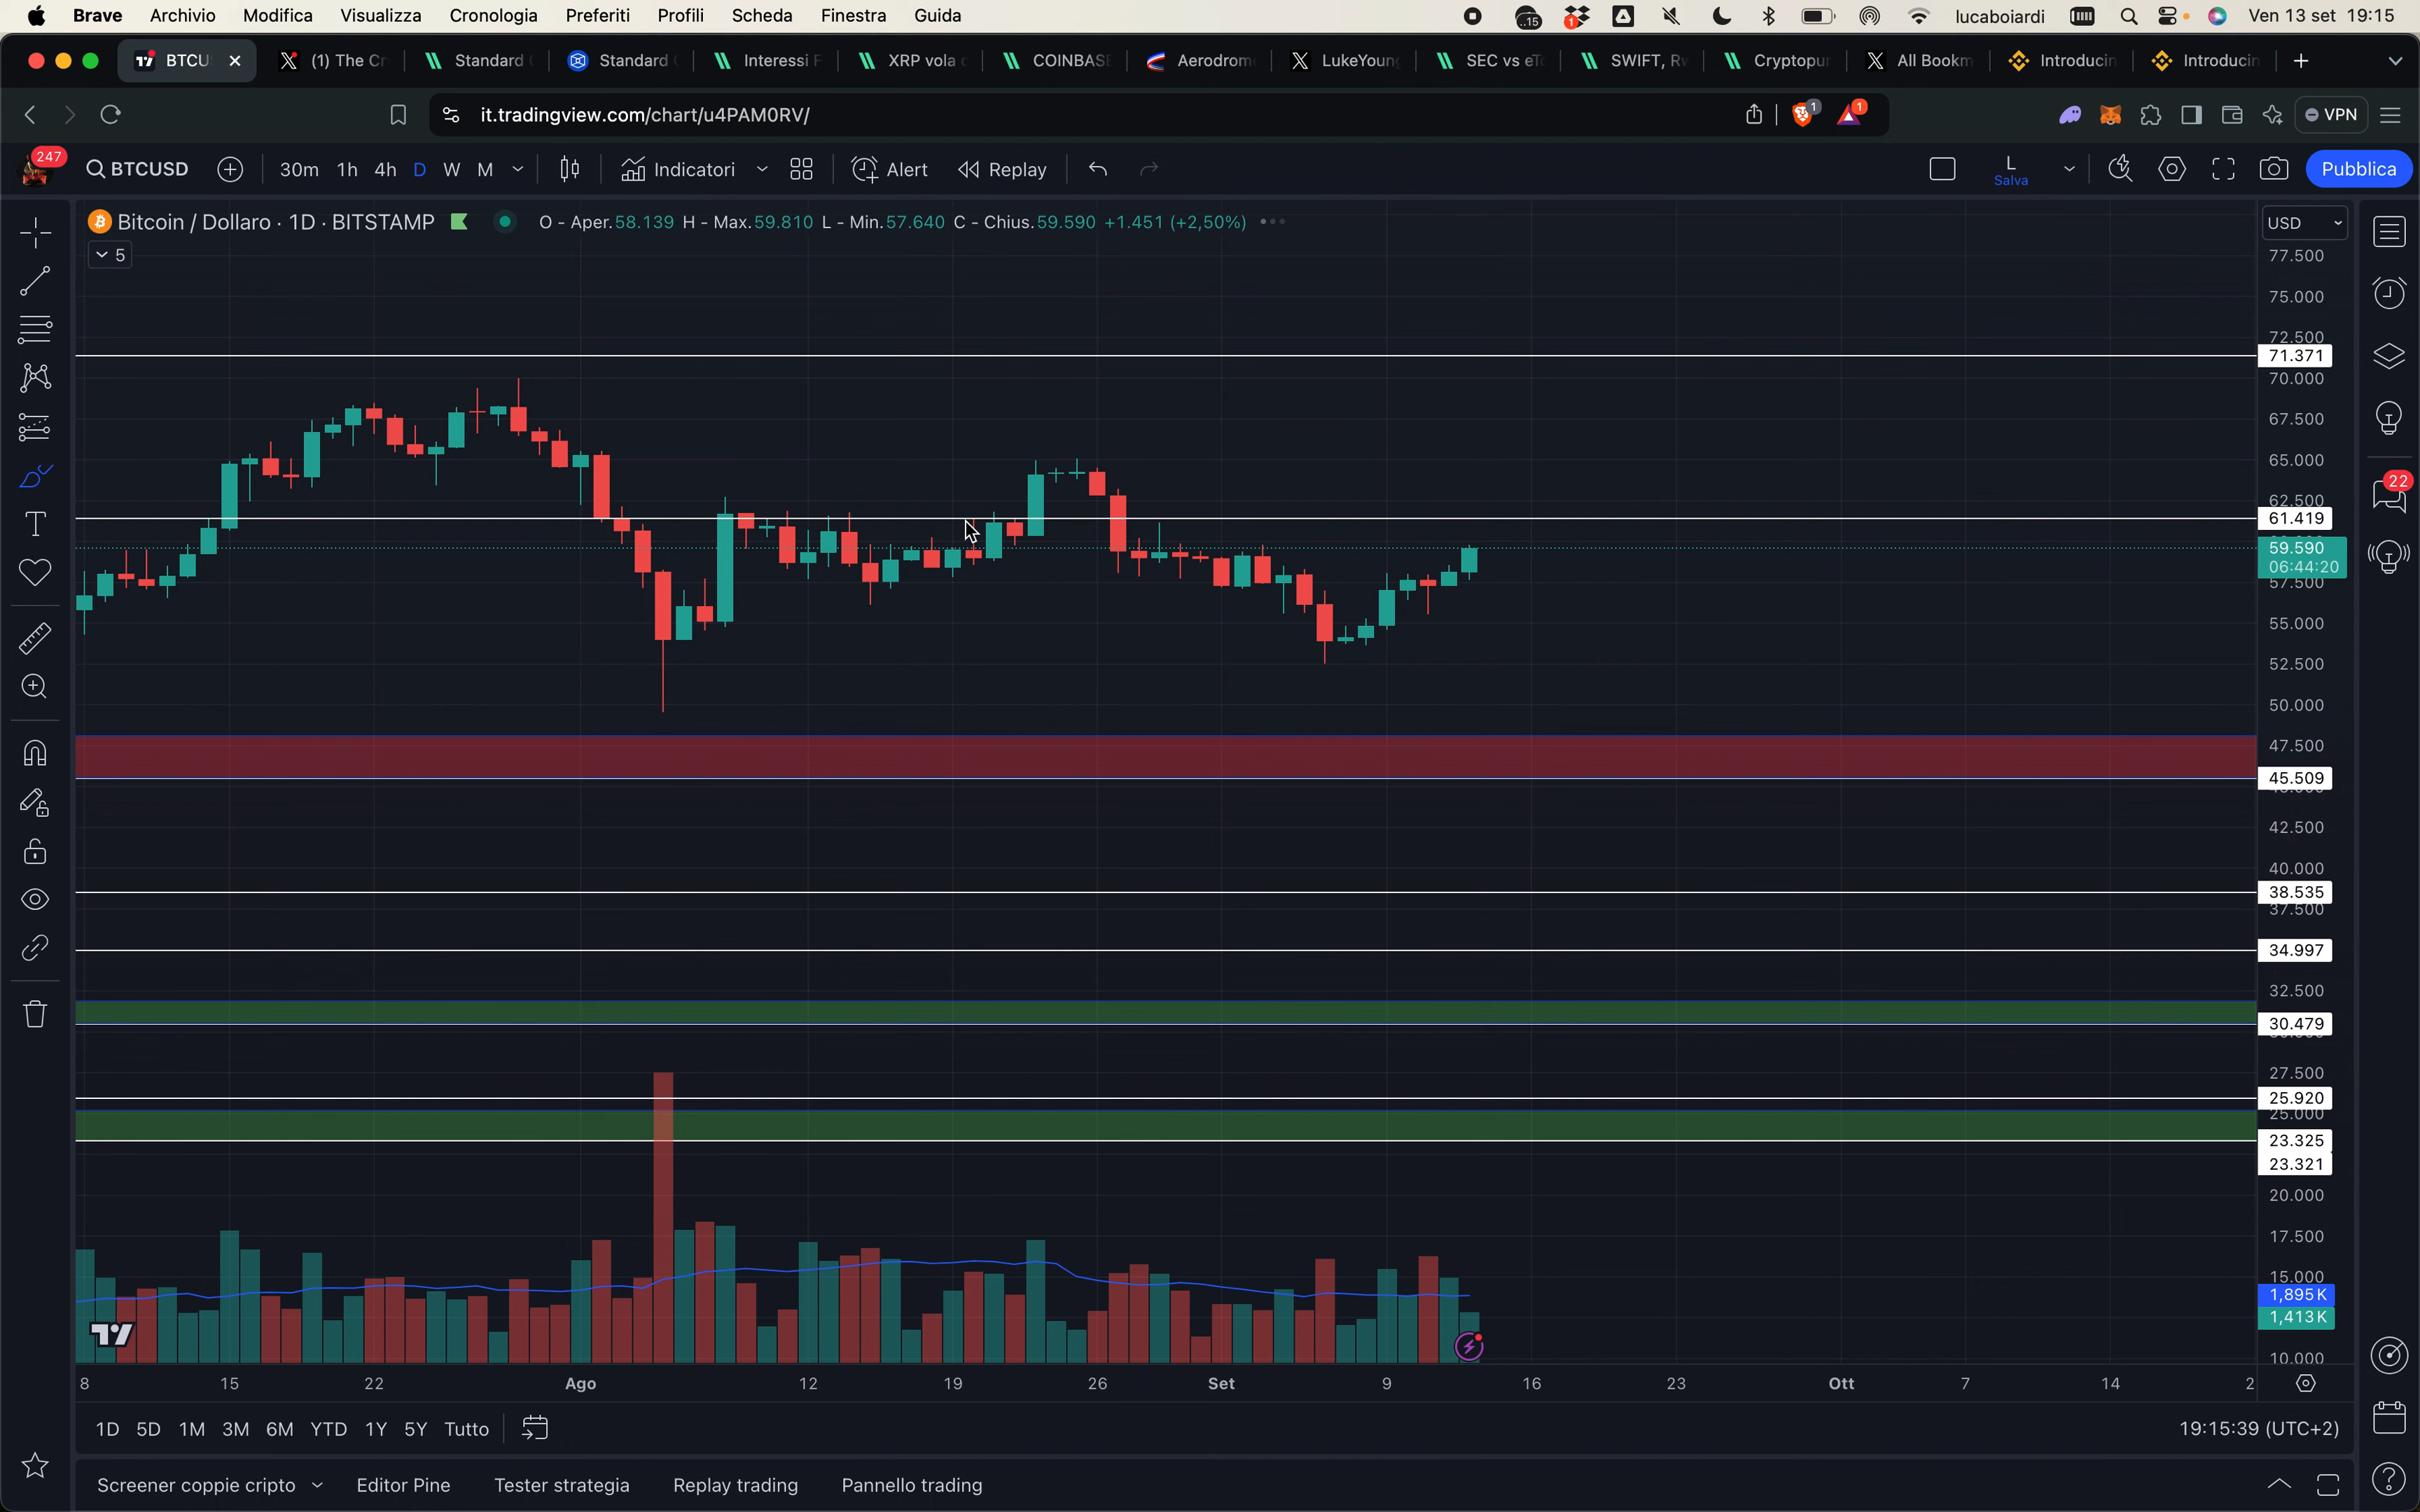 Brave Archivio Modifica Visualizza Cronologia Preferiti Profili Scheda Finestra Guida
..15 1 lucaboiardi Ven 13 set 19:15
BTCU (1) The Cr Standard Standard Interessi F XRP vola COINBASE Aerodrom LukeYoung SEC vs eTo SWIFT, Rw Cryptopun All Bookm Introducin Introducin
it.tradingview.com/chart/u4PAM0RV/
1 1 VPN
247 BTCUSD 30m 1h 4h D W M Indicatori Alert Replay L Salva Pubblica
Bitcoin / Dollaro · 1D · BITSTAMP O - Aper.58.139 H - Max.59.810 L - Min.57.640 C - Chius.59.590 +1.451 (+2,50%)
5
USD
77.500
75.000
72.500
71.371
70.000
67.500
65.000
62.500
61.419
59.590
06:44:20
57.500
55.000
52.500
50.000
47.500
45.509
42.500
40.000
38.535
37.500
34.997
32.500
30.479
27.500
25.920
25.000
23.325
23.321
20.000
17.500
15.000
1,895K
1,413K
10.000
22
8 15 22 Ago 12 19 26 Set 9 16 23 Ott 7 14 2
1D 5D 1M 3M 6M YTD 1Y 5Y Tutto 19:15:39 (UTC+2)
Screener coppie cripto Editor Pine Tester strategia Replay trading Pannello trading